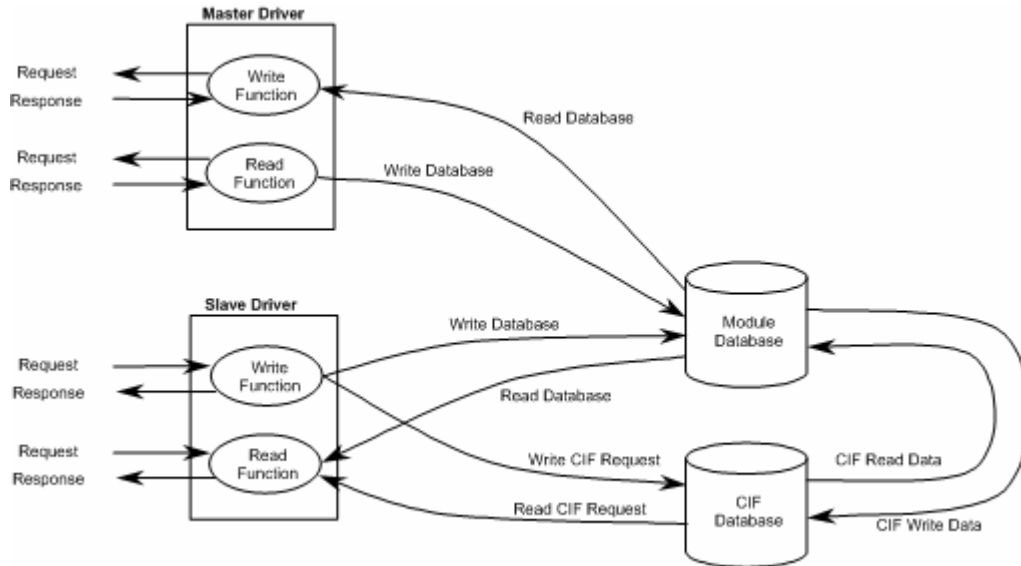 Master Driver
Request
Response
Write
Function
Read Database
Request
Response
Read
Function
Write Database
Slave Driver
Request
Response
Write
Function
Write Database
Module
Database
Read Database
Request
Response
Read
Function
Write CIF Request
Read CIF Request
CIF
Database
CIF Read Data
CIF Write Data